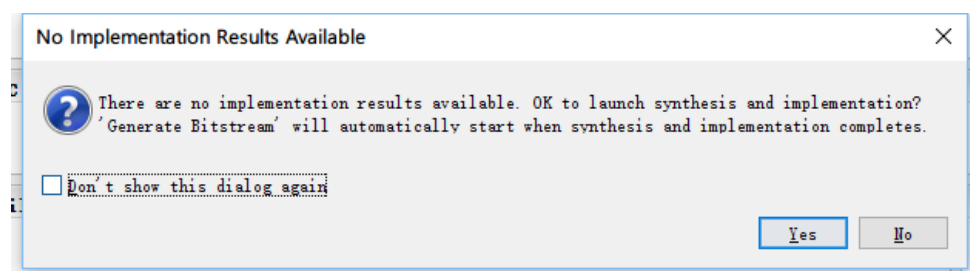 No Implementation Results Available
There are no implementation results available. OK to launch synthesis and implementation?
'Generate Bitstream' will automatically start when synthesis and implementation completes.
Don't show this dialog again
Yes
No